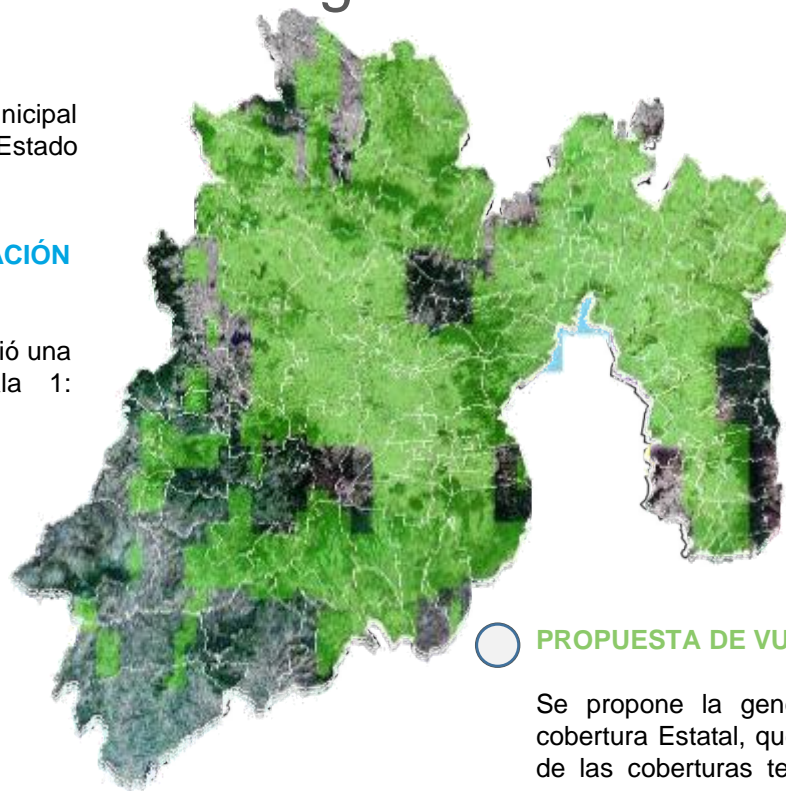 g
nicipal
Estado
ACIÓN
ió una
la 1:
PROPUESTA DE VU
Se propone la gen
cobertura Estatal, qu
de las coberturas te